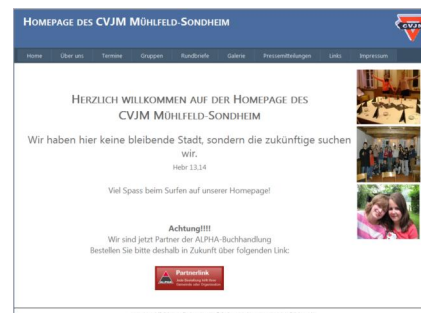 Homepage des CVJM Mühlfeld-Sondheim
CVJM
Home Über uns Termine Gruppen Rundbriefe Galerie Pressemitteilungen Links Impressum
Herzlich willkommen auf der Homepage des
CVJM Mühlfeld-Sondheim
Wir haben hier keine bleibende Stadt, sondern die zukünftige suchen
wir.
Hebr 13,14
Viel Spass beim Surfen auf unserer Homepage!
Achtung!!!!
Wir sind jetzt Partner der ALPHA-Buchhandlung
Bestellen Sie bitte deshalb in Zukunft über folgenden Link:
Partnerlink